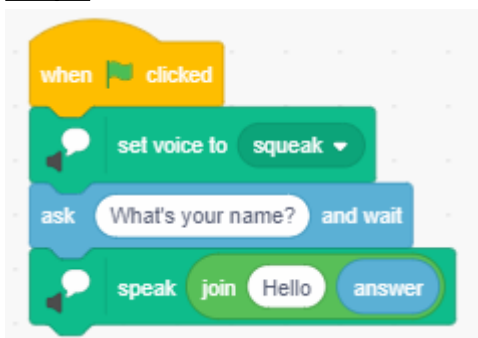 when clicked
set voice to squeak
ask What's your name? and wait
speak join Hello answer